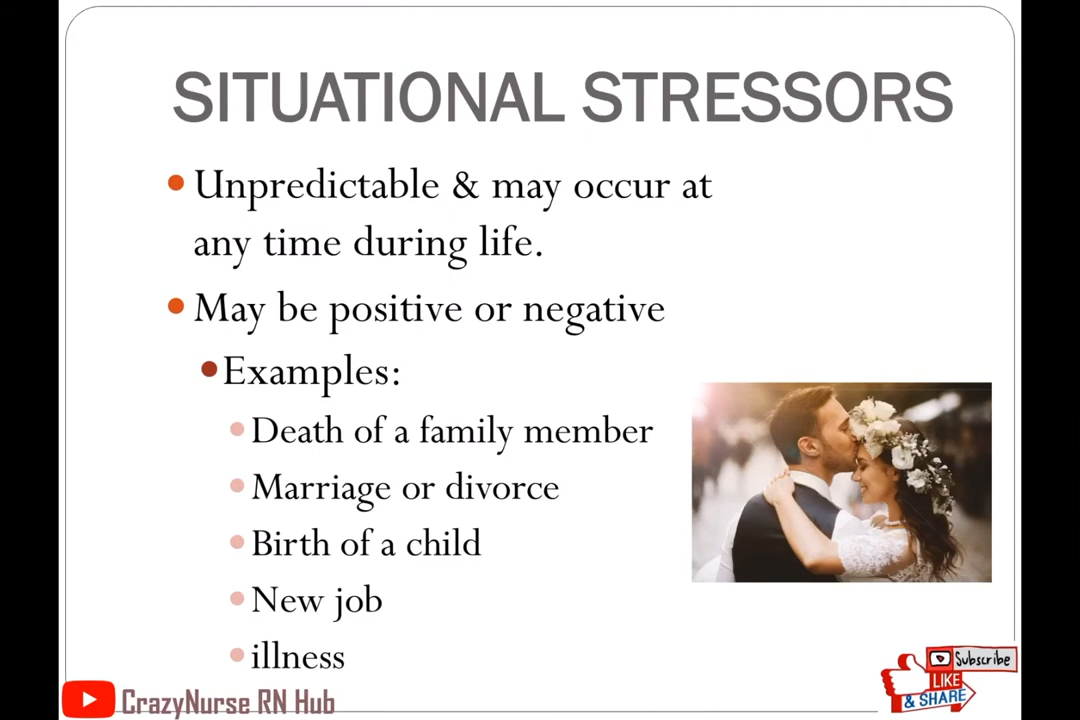 SITUATIONAL STRESSORS
Unpredictable & may occur at
any time during life.
May be positive or negative
Examples:
Death of a family member
Marriage or divorce
Birth of a child
New job
illness
CrazyNurse RN Hub
Subscribe
LIKE
& SHARE